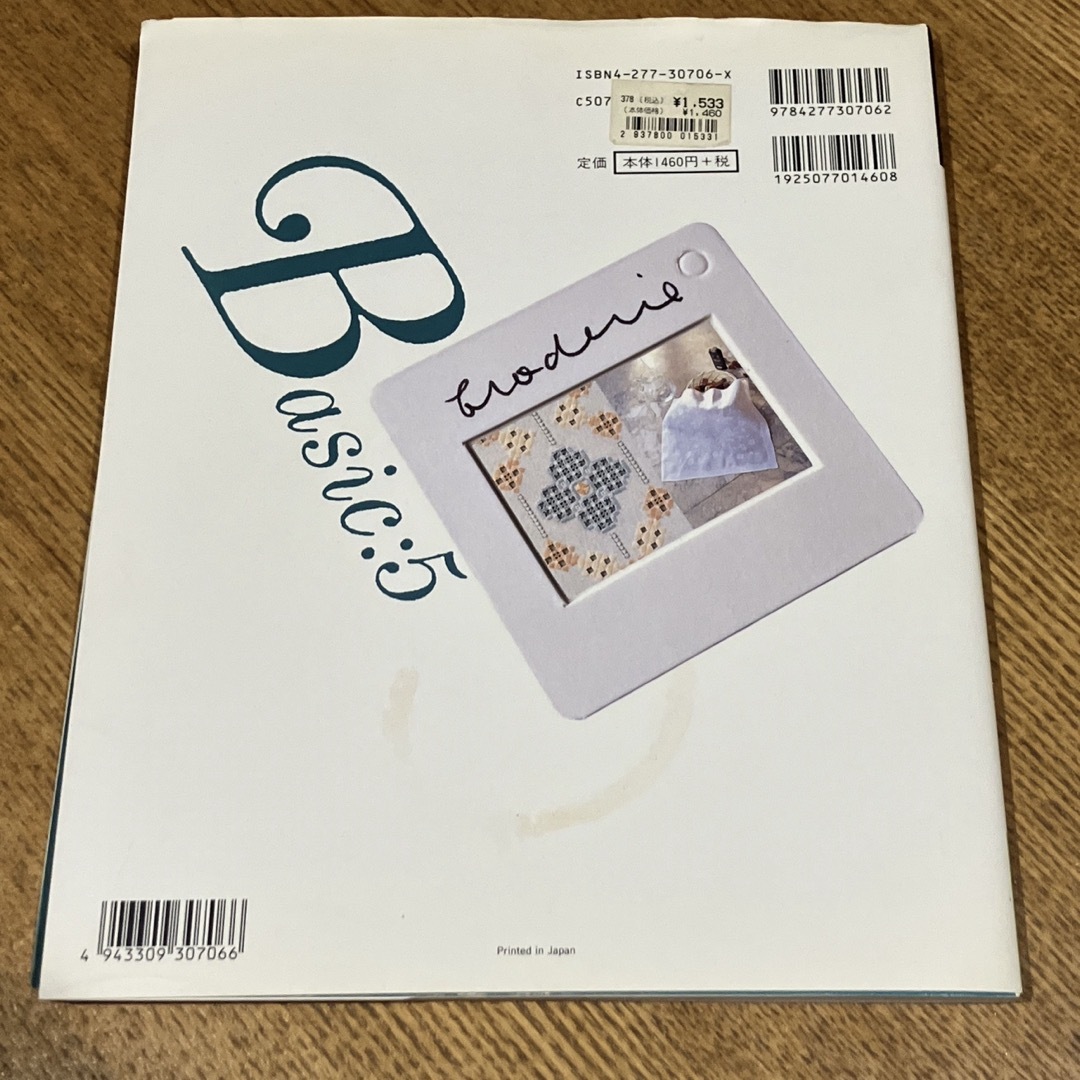 ISBN4-277-30706-X
C507
378 (税込) ¥1,533
(本体価格) ¥1,460
2 937800 015331
定価 本体1460円+税
9784277307062
1925077014608
Basic:5
broderie
4 943309 307066
Printed in Japan